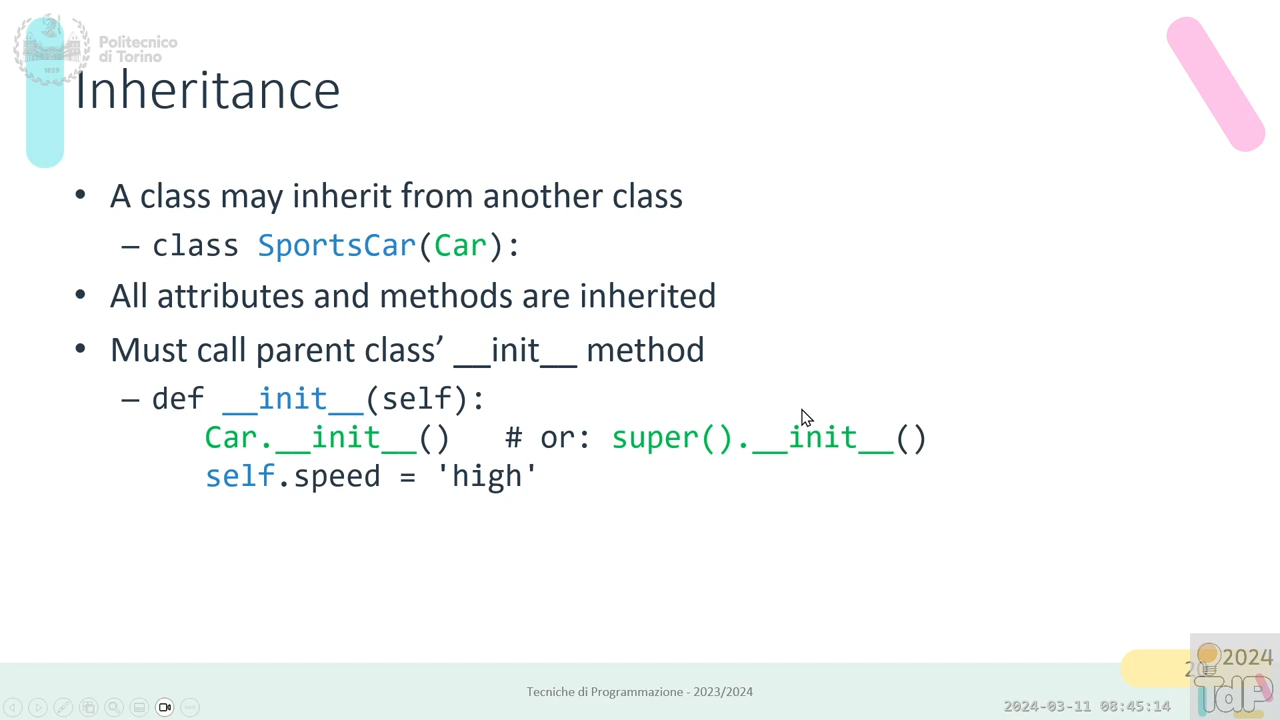 Politecnico
di Torino
1859
Inheritance
• A class may inherit from another class
– class SportsCar(Car):
• All attributes and methods are inherited
• Must call parent class’ __init__ method
– def __init__(self):
Car.__init__()   # or: super().__init__()
self.speed = 'high'
Tecniche di Programmazione - 2023/2024
2024
TdP
2024-03-11 08:45:14